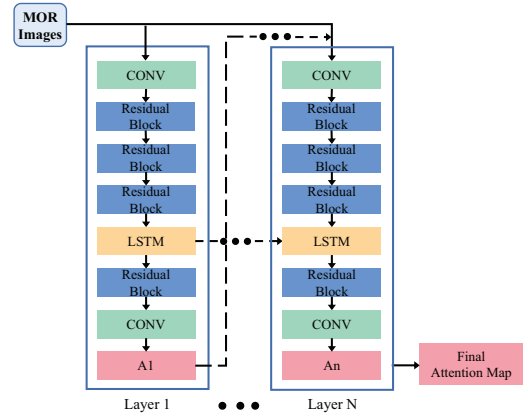 MOR
Images
CONV
Residual
Block
Residual
Block
Residual
Block
LSTM
Residual
Block
CONV
A1
Layer 1
CONV
Residual
Block
Residual
Block
Residual
Block
LSTM
Residual
Block
CONV
An
Layer N
Final
Attention Map